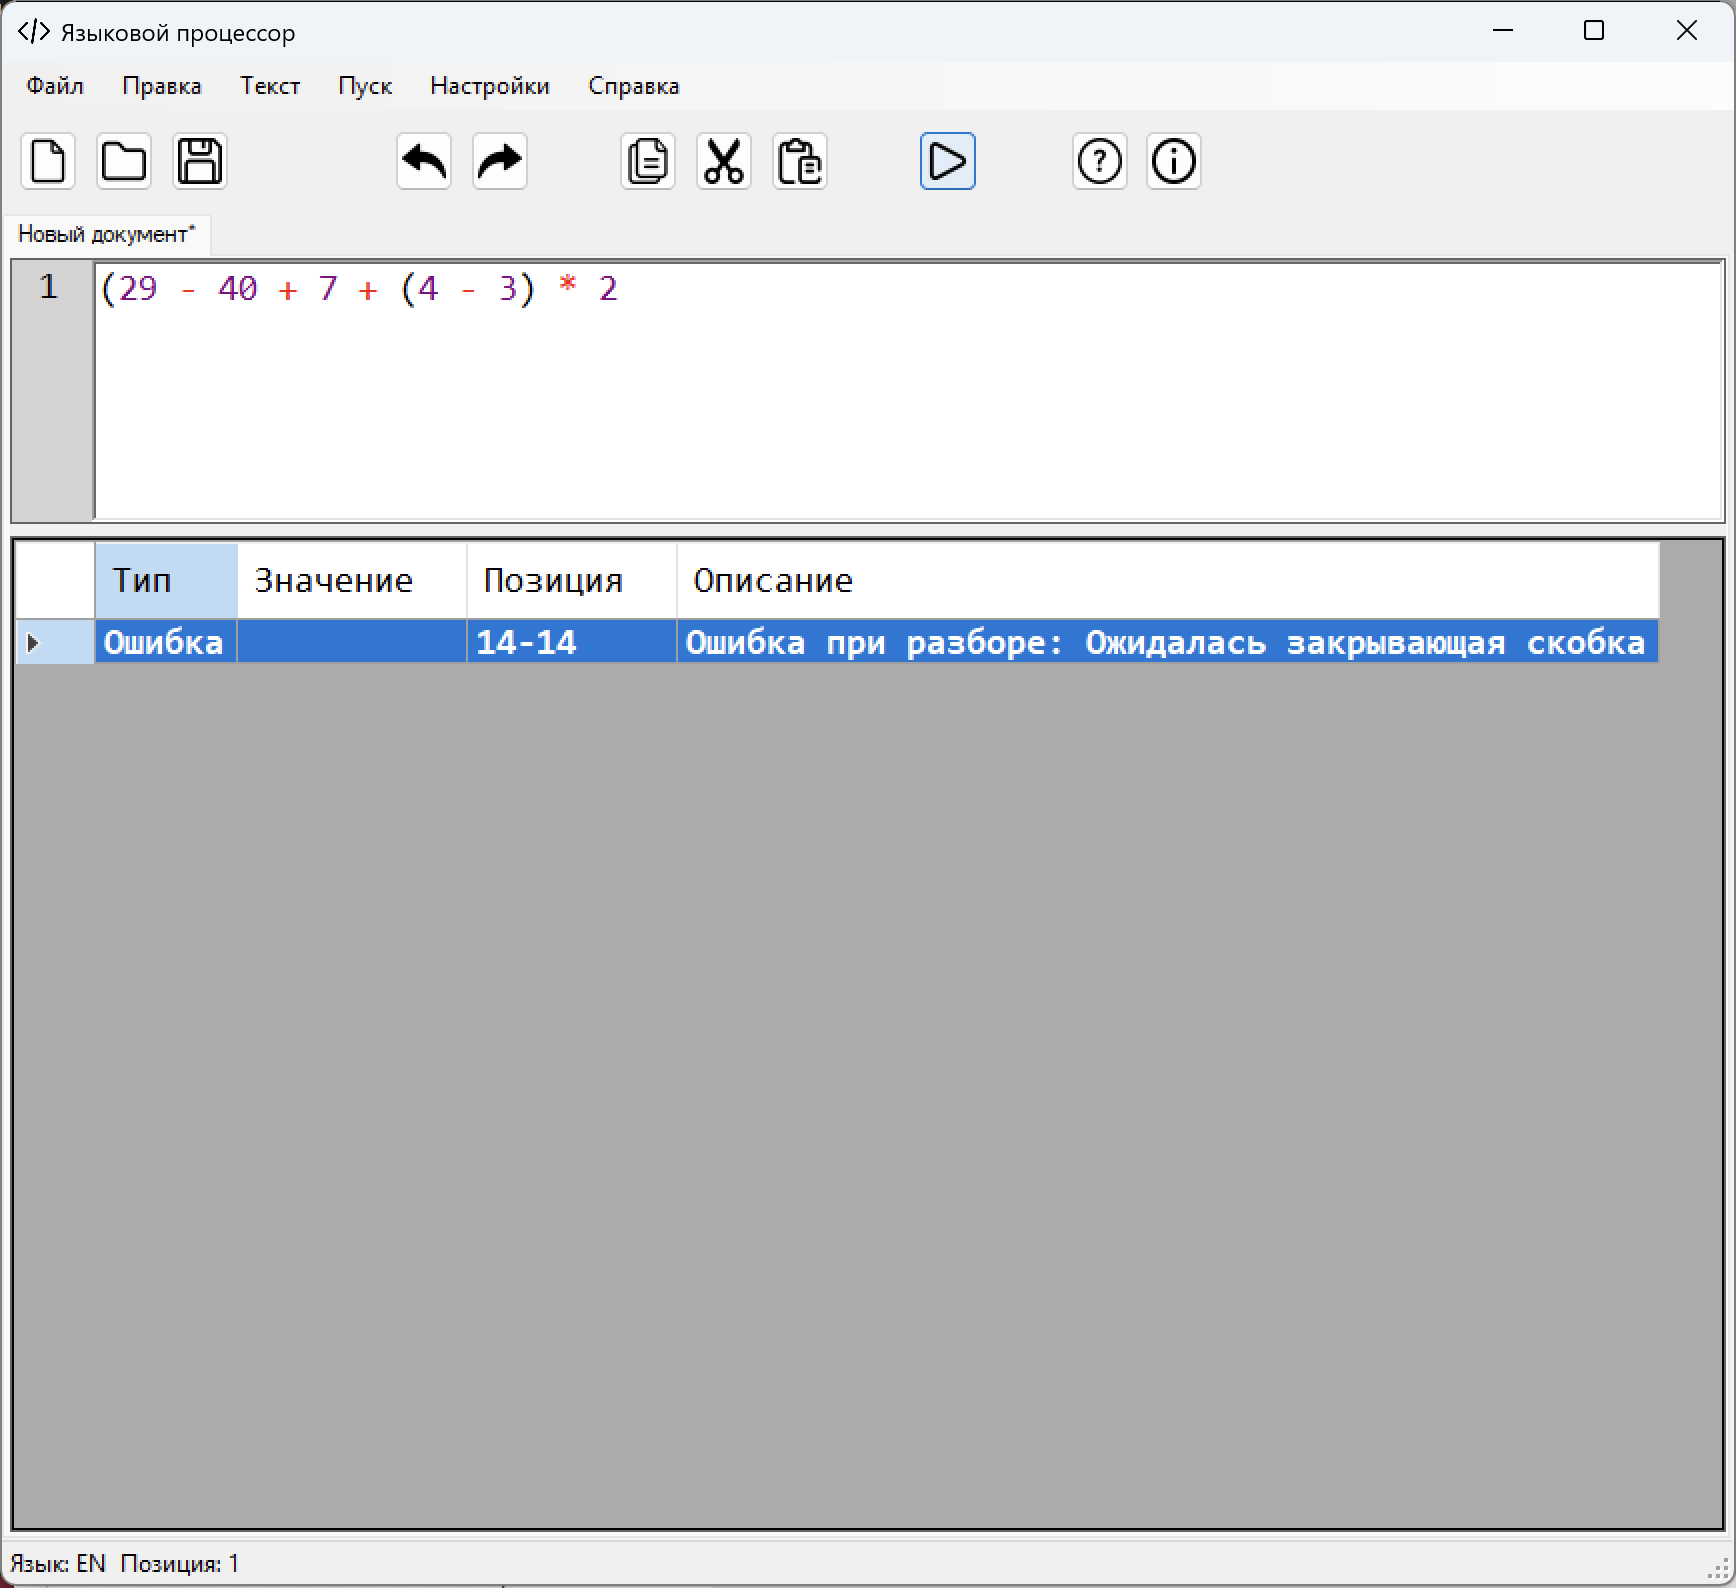 </> Языковой процессор
Файл Правка Текст Пуск Настройки Справка
Новый документ*
1 (29 - 40 + 7 + (4 - 3) * 2
Тип Значение Позиция Описание
Ошибка 14-14 Ошибка при разборе: Ожидалась закрывающая скобка
Язык: EN Позиция: 1